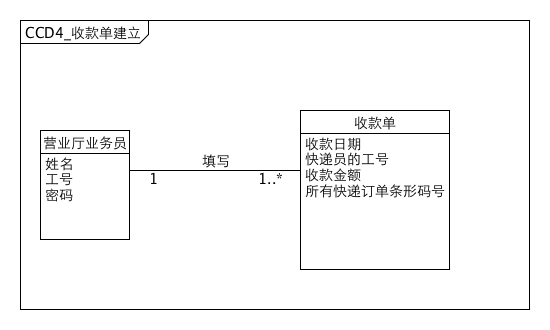 CCD4_收款单建立
营业厅业务员
姓名
工号
密码
填写
1
1..*
收款单
收款日期
快递员的工号
收款金额
所有快递订单条形码号